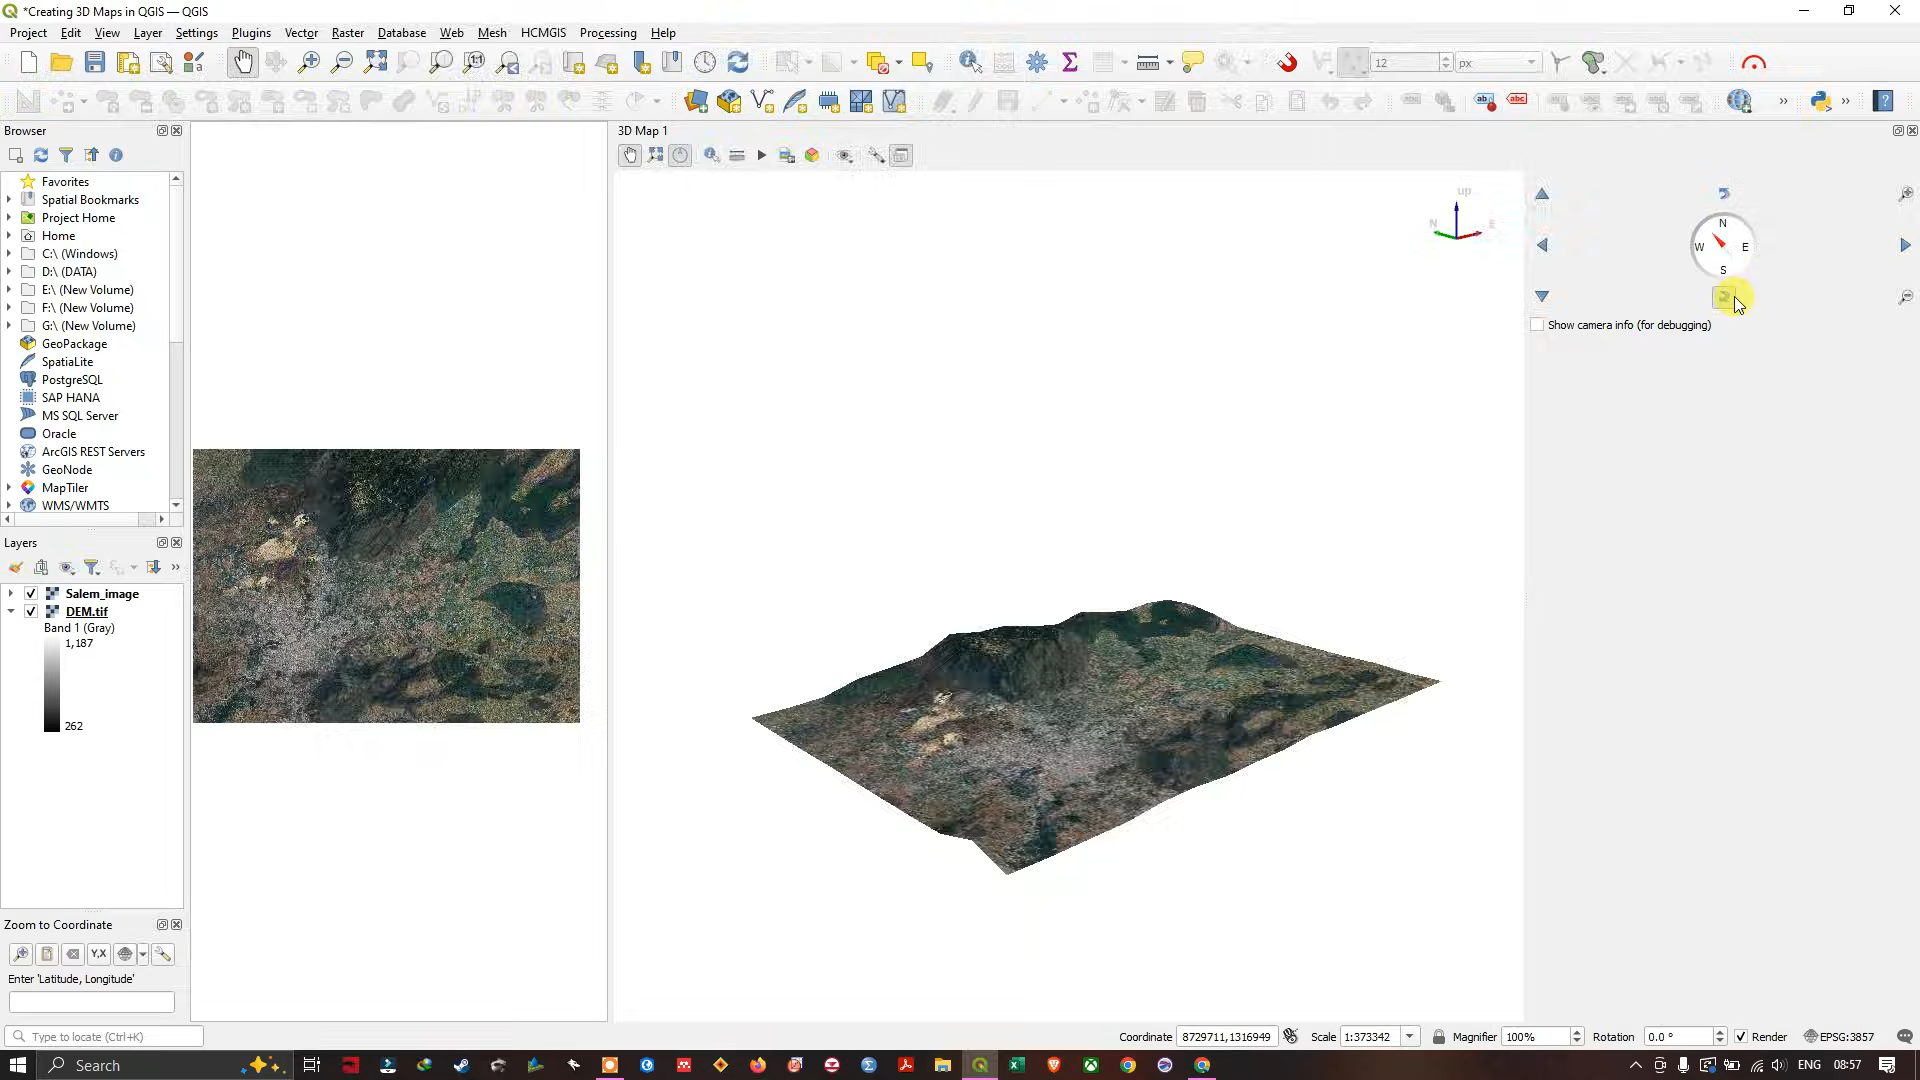 *Creating 3D Maps in QGIS — QGIS
Project Edit View Layer Settings Plugins Vector Raster Database Web Mesh HCMGIS Processing Help
1:1
12
px
abc
abc
Browser
3D Map 1
Favorites
Spatial Bookmarks
Project Home
Home
C:\ (Windows)
D:\ (DATA)
E:\ (New Volume)
F:\ (New Volume)
G:\ (New Volume)
GeoPackage
SpatiaLite
PostgreSQL
SAP HANA
MS SQL Server
Oracle
ArcGIS REST Servers
GeoNode
MapTiler
WMS/WMTS
up
N
E
N
W
E
S
Show camera info (for debugging)
Layers
Salem_image
DEM.tif
Band 1 (Gray)
1,187
262
Zoom to Coordinate
Y,X
Enter 'Latitude, Longitude'
Type to locate (Ctrl+K)
Coordinate 8729711,1316949 Scale 1:373342 Magnifier 100% Rotation 0.0 ° Render EPSG:3857
Search
ENG 08:57